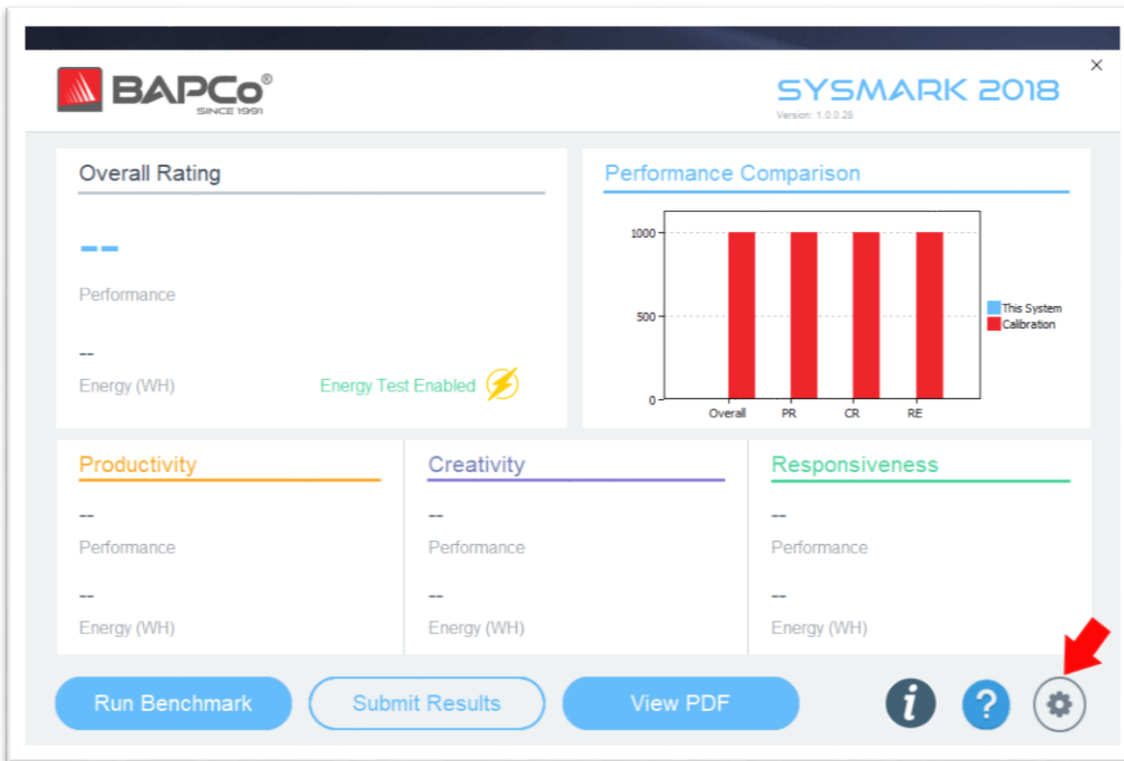 BAPCo®
SINCE 1991
SYSMARK 2018
Version: 1.0.0.28
Overall Rating
--
Performance
--
Energy (WH)
Energy Test Enabled
Performance Comparison
1000
500
0
Overall PR CR RE
This System
Calibration
Productivity
--
Performance
--
Energy (WH)
Creativity
--
Performance
--
Energy (WH)
Responsiveness
--
Performance
--
Energy (WH)
Run Benchmark
Submit Results
View PDF
i
?